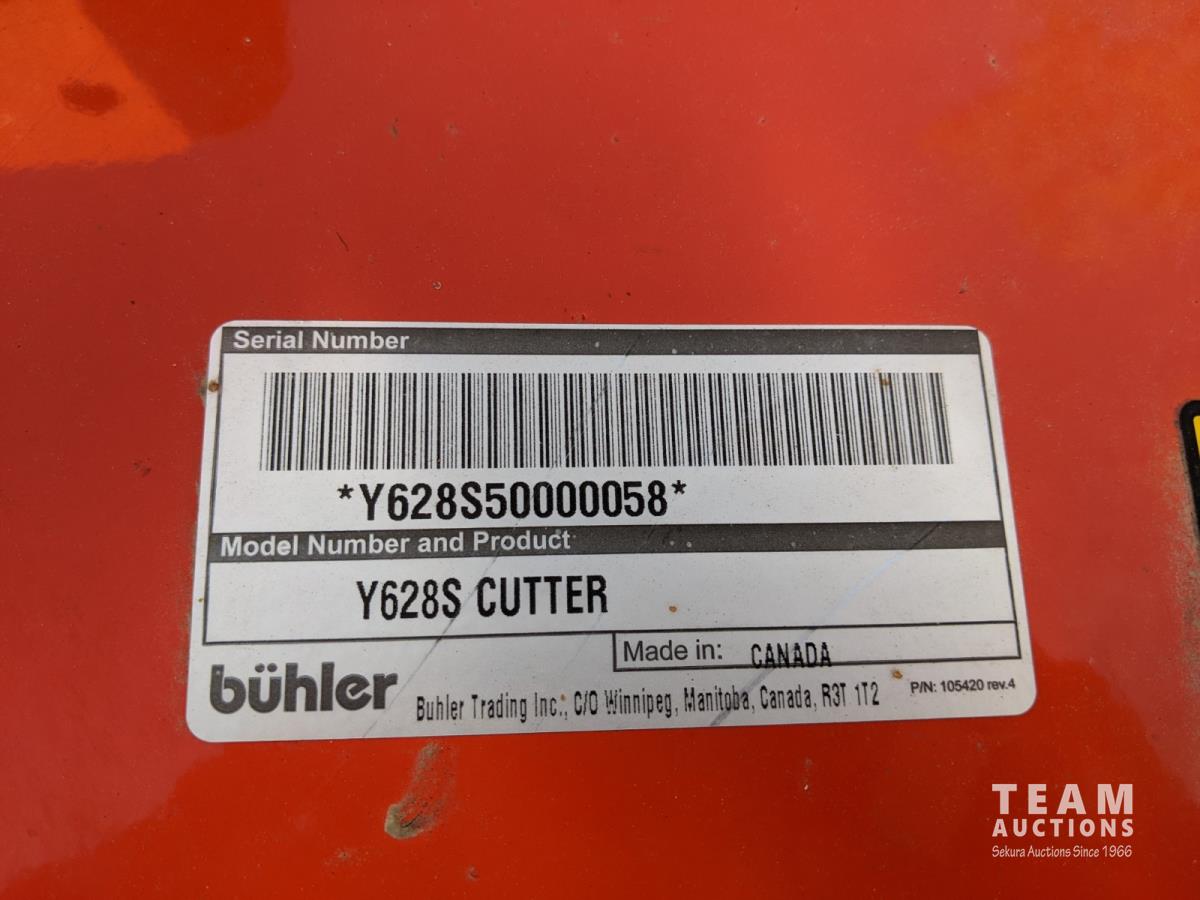 Serial Number
*Y628S50000058*
Model Number and Product
Y628S CUTTER
Made in: CANADA
bühler
Buhler Trading Inc., C/O Winnipeg, Manitoba, Canada, R3T 1T2
P/N: 105420 rev.4
TEAM
AUCTIONS
Sekura Auctions Since 1966